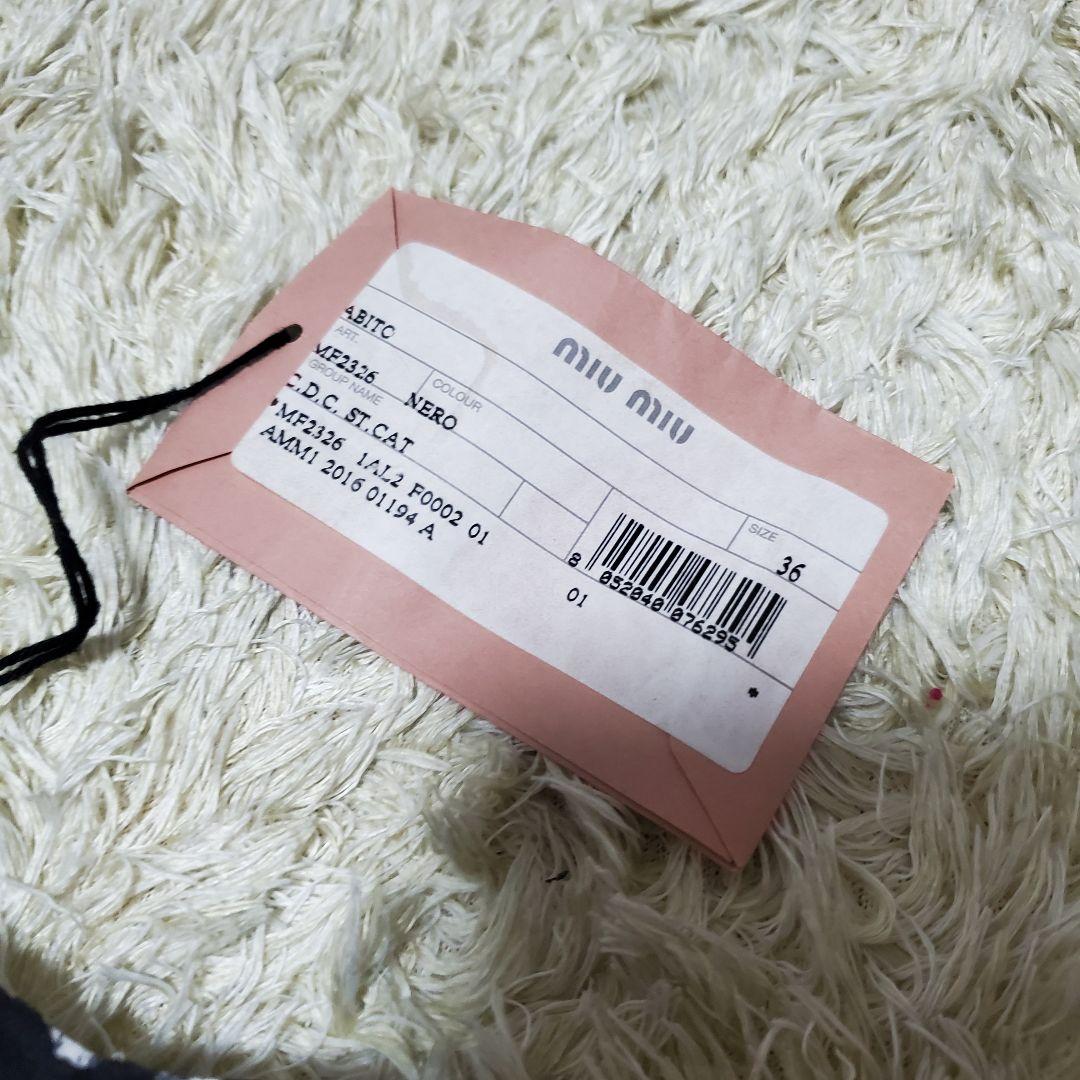 MIU MIU
ABITO
ART.
MF2326
COLOUR
NERO
SIZE
36
GROUP NAME
C.D.C. ST.CAT
*MF2326 1AL2 F0002 01
AMM1 2016 01194 A
8 052040 076295
01
*